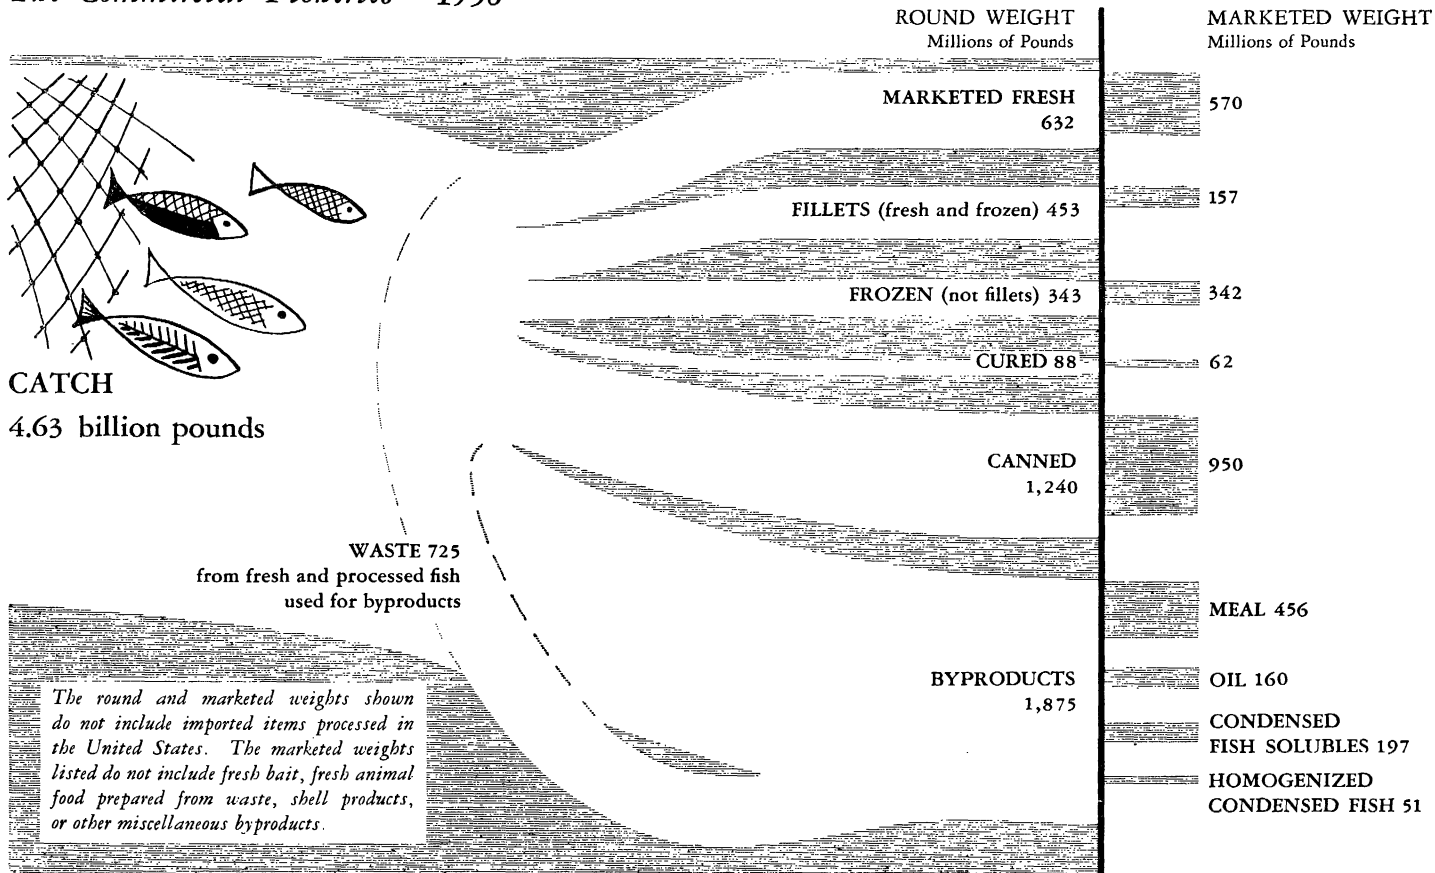 ROUND WEIGHT
Millions of Pounds
MARKETED WEIGHT
Millions of Pounds
MARKETED FRESH
632
570
FILLETS (fresh and frozen) 453
157
FROZEN (not fillets) 343
342
CURED 88
62
CATCH
4.63 billion pounds
CANNED
1,240
950
WASTE 725
from fresh and processed fish
used for byproducts
MEAL 456
BYPRODUCTS
1,875
OIL 160
CONDENSED
FISH SOLUBLES 197
HOMOGENIZED
CONDENSED FISH 51
The round and marketed weights shown
do not include imported items processed in
the United States. The marketed weights
listed do not include fresh bait, fresh animal
food prepared from waste, shell products,
or other miscellaneous byproducts.